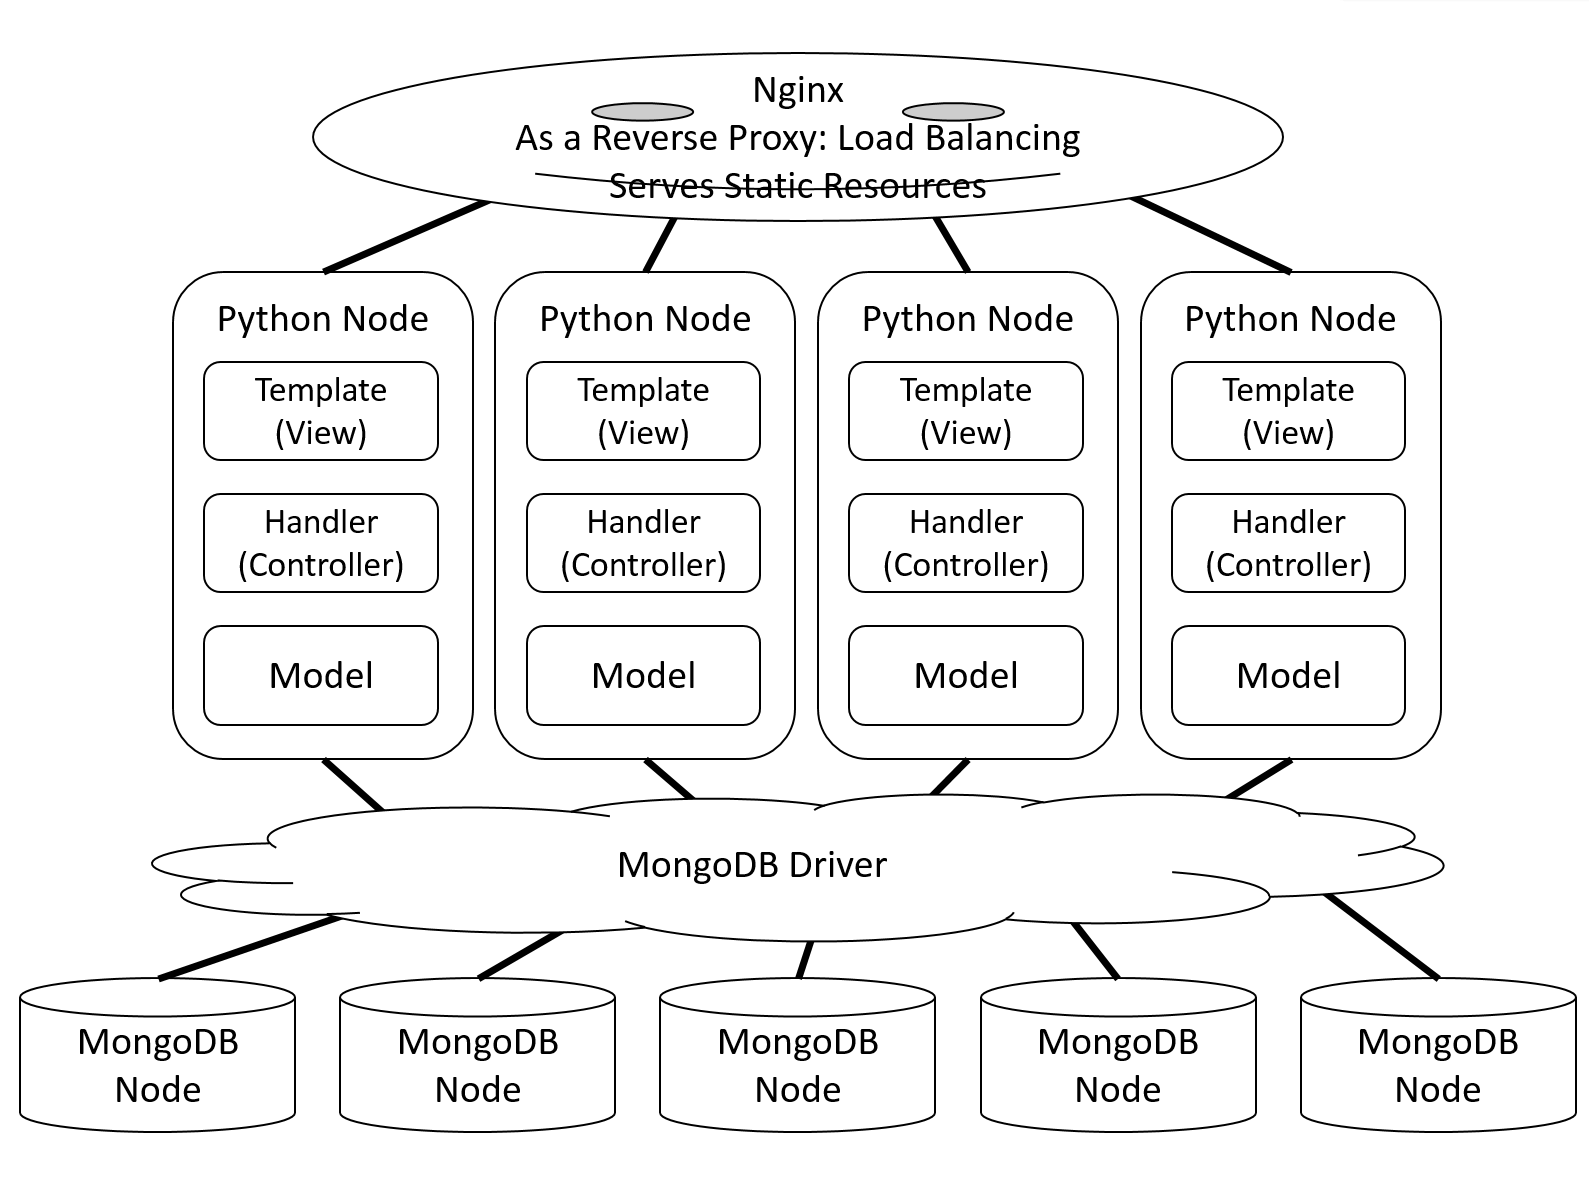 Nginx
As a Reverse Proxy: Load Balancing
Serves Static Resources
Python Node
Template
(View)
Handler
(Controller)
Model
Python Node
Template
(View)
Handler
(Controller)
Model
Python Node
Template
(View)
Handler
(Controller)
Model
Python Node
Template
(View)
Handler
(Controller)
Model
MongoDB Driver
MongoDB
Node
MongoDB
Node
MongoDB
Node
MongoDB
Node
MongoDB
Node